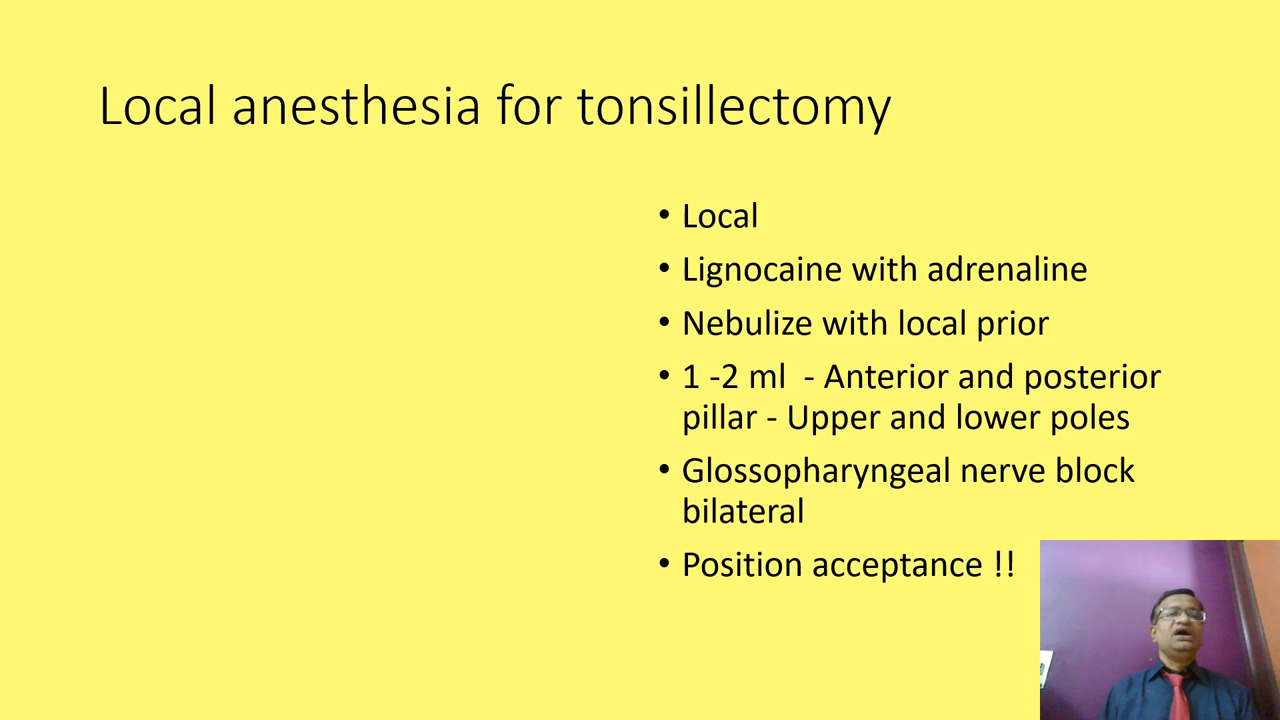 Local anesthesia for tonsillectomy
• Local
• Lignocaine with adrenaline
• Nebulize with local prior
• 1 -2 ml  - Anterior and posterior
pillar - Upper and lower poles
• Glossopharyngeal nerve block
bilateral
• Position acceptance !!